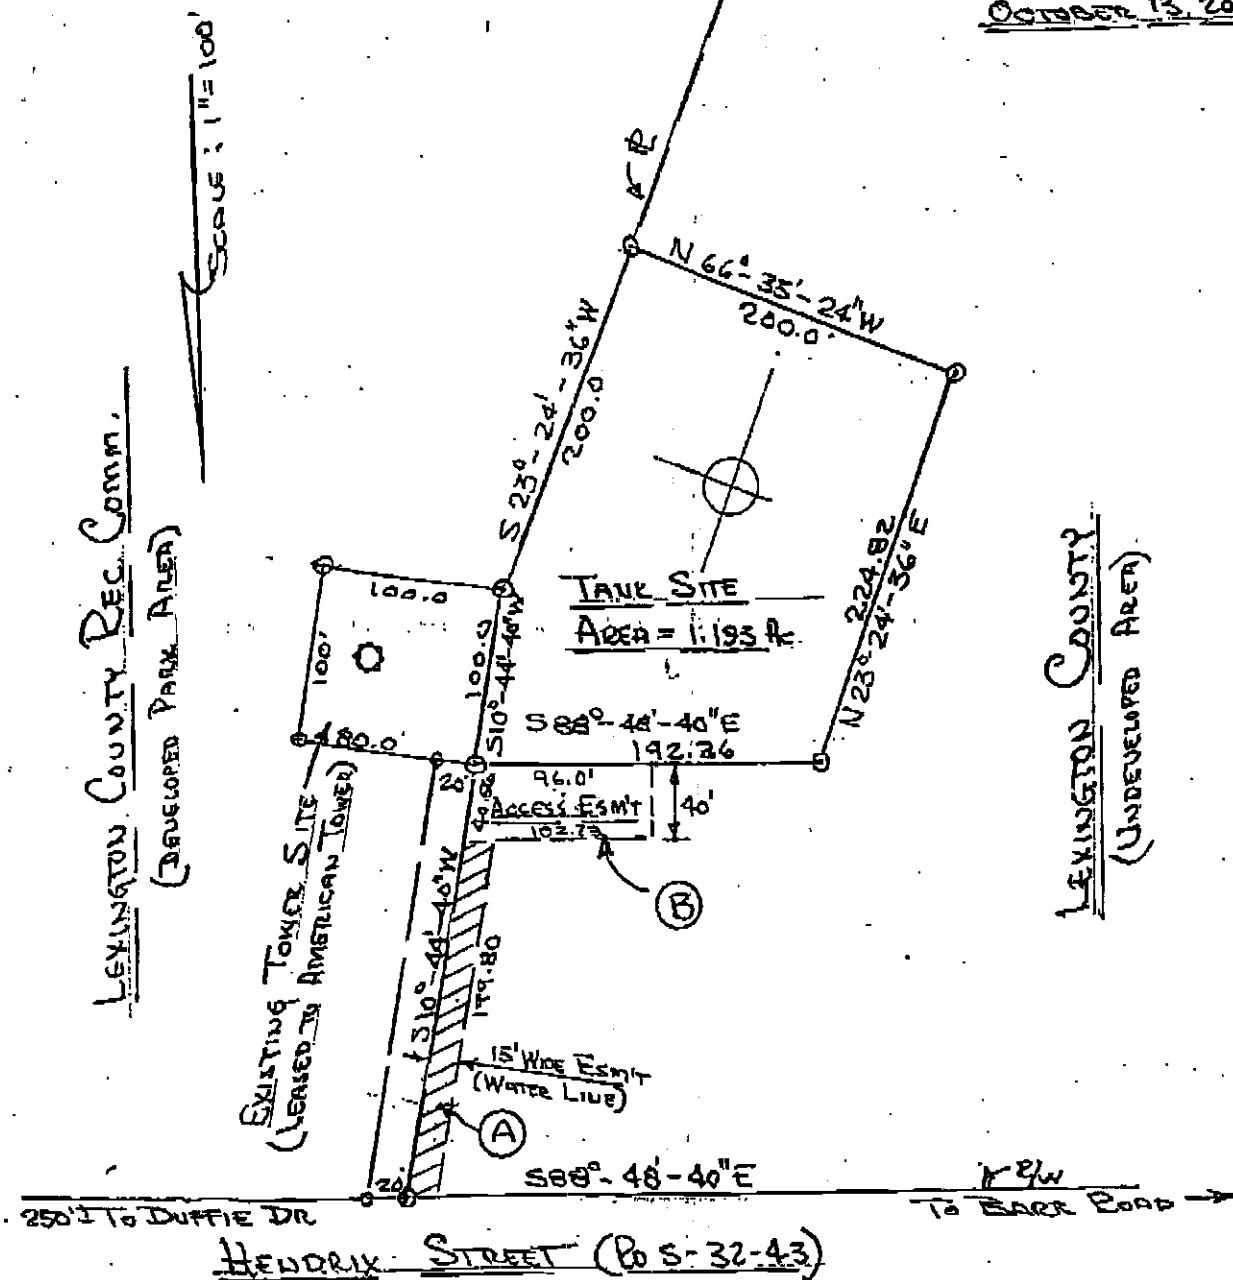 OCTOBER 13, 20
SCALE: 1"=100'
N 66°-35'-24"W
200.0'
S 23°-24'-36"W
200.0
LEXINGTON COUNTY REC. COMM.
(DEVELOPED PARK AREA)
TANK SITE
AREA = 1.193 Ac
224.82
N 23°-24'-36" E
LEXINGTON COUNTY
(UNDEVELOPED AREA)
100.0
100'
100.0
S10°-44'-40"W
S 88°-48'-40"E
192.36
80.0
20'
96.0'
40'
ACCESS ESM'T
B
EXISTING TOWER SITE
(LEASED TO AMERICAN TOWER)
S10°-44'-40"W
199.80
15' WIDE ESM'T
(WATER LINE)
A
20'
S88°-48'-40"E
R/W
250'± TO DUFFIE DR
TO BARR ROAD
HENDRIX STREET (RD S-32-43)